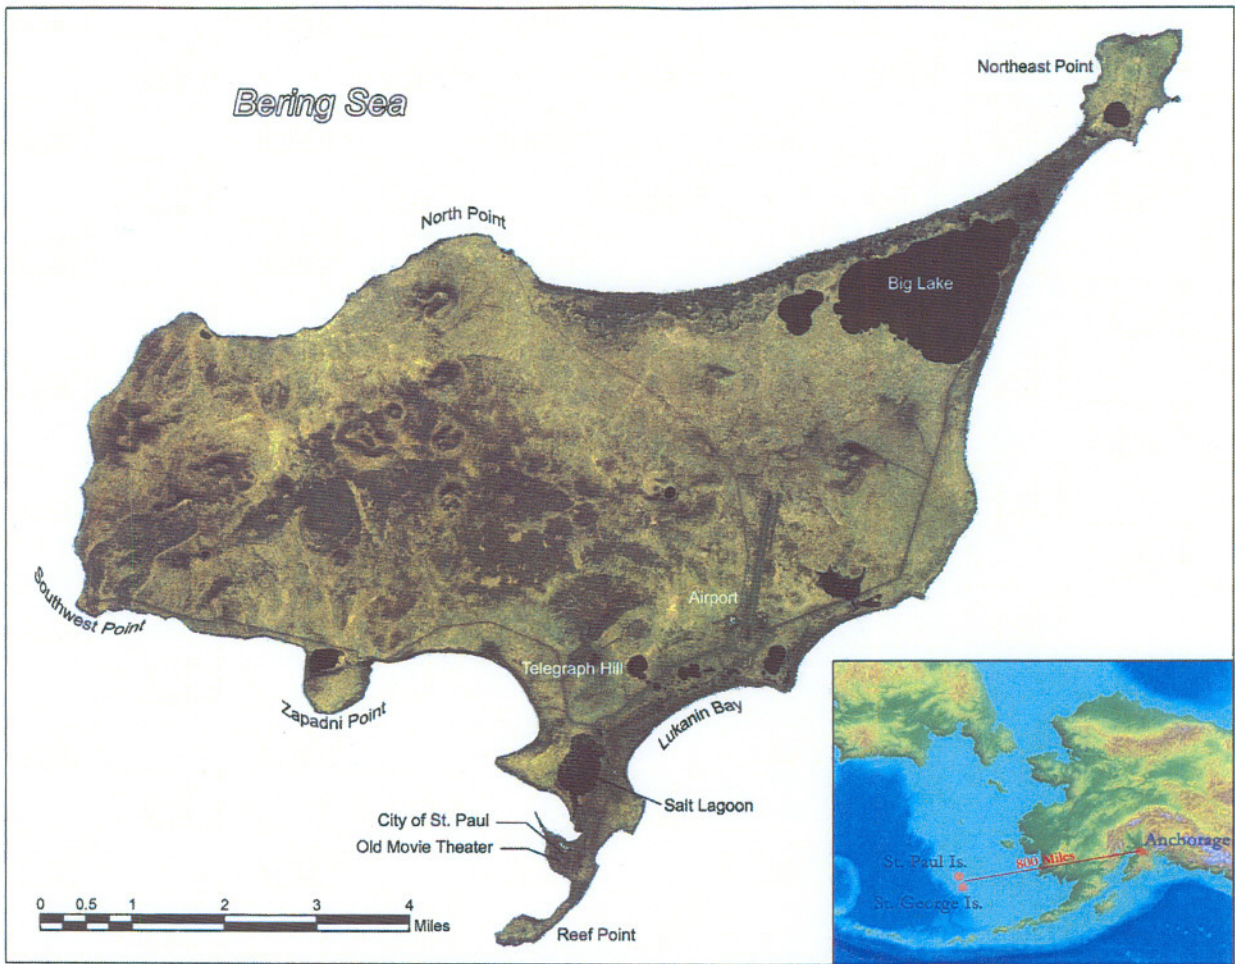 Northeast Point
Bering Sea
North Point
Big Lake
Southwest Point
Airport
Telegraph Hill
Zapadni Point
Lukanin Bay
Salt Lagoon
City of St. Paul
Old Movie Theater
Reef Point
0 0.5 1 2 3 4
Miles
Anchorage
800 Miles
St. Paul Is.
St. George Is.